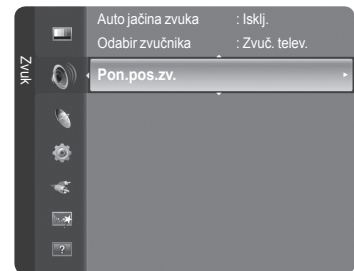 Zvuk
Auto jačina zvuka : Isklj.
Odabir zvučnika : Zvuč. telev.
Pon.pos.zv.
?